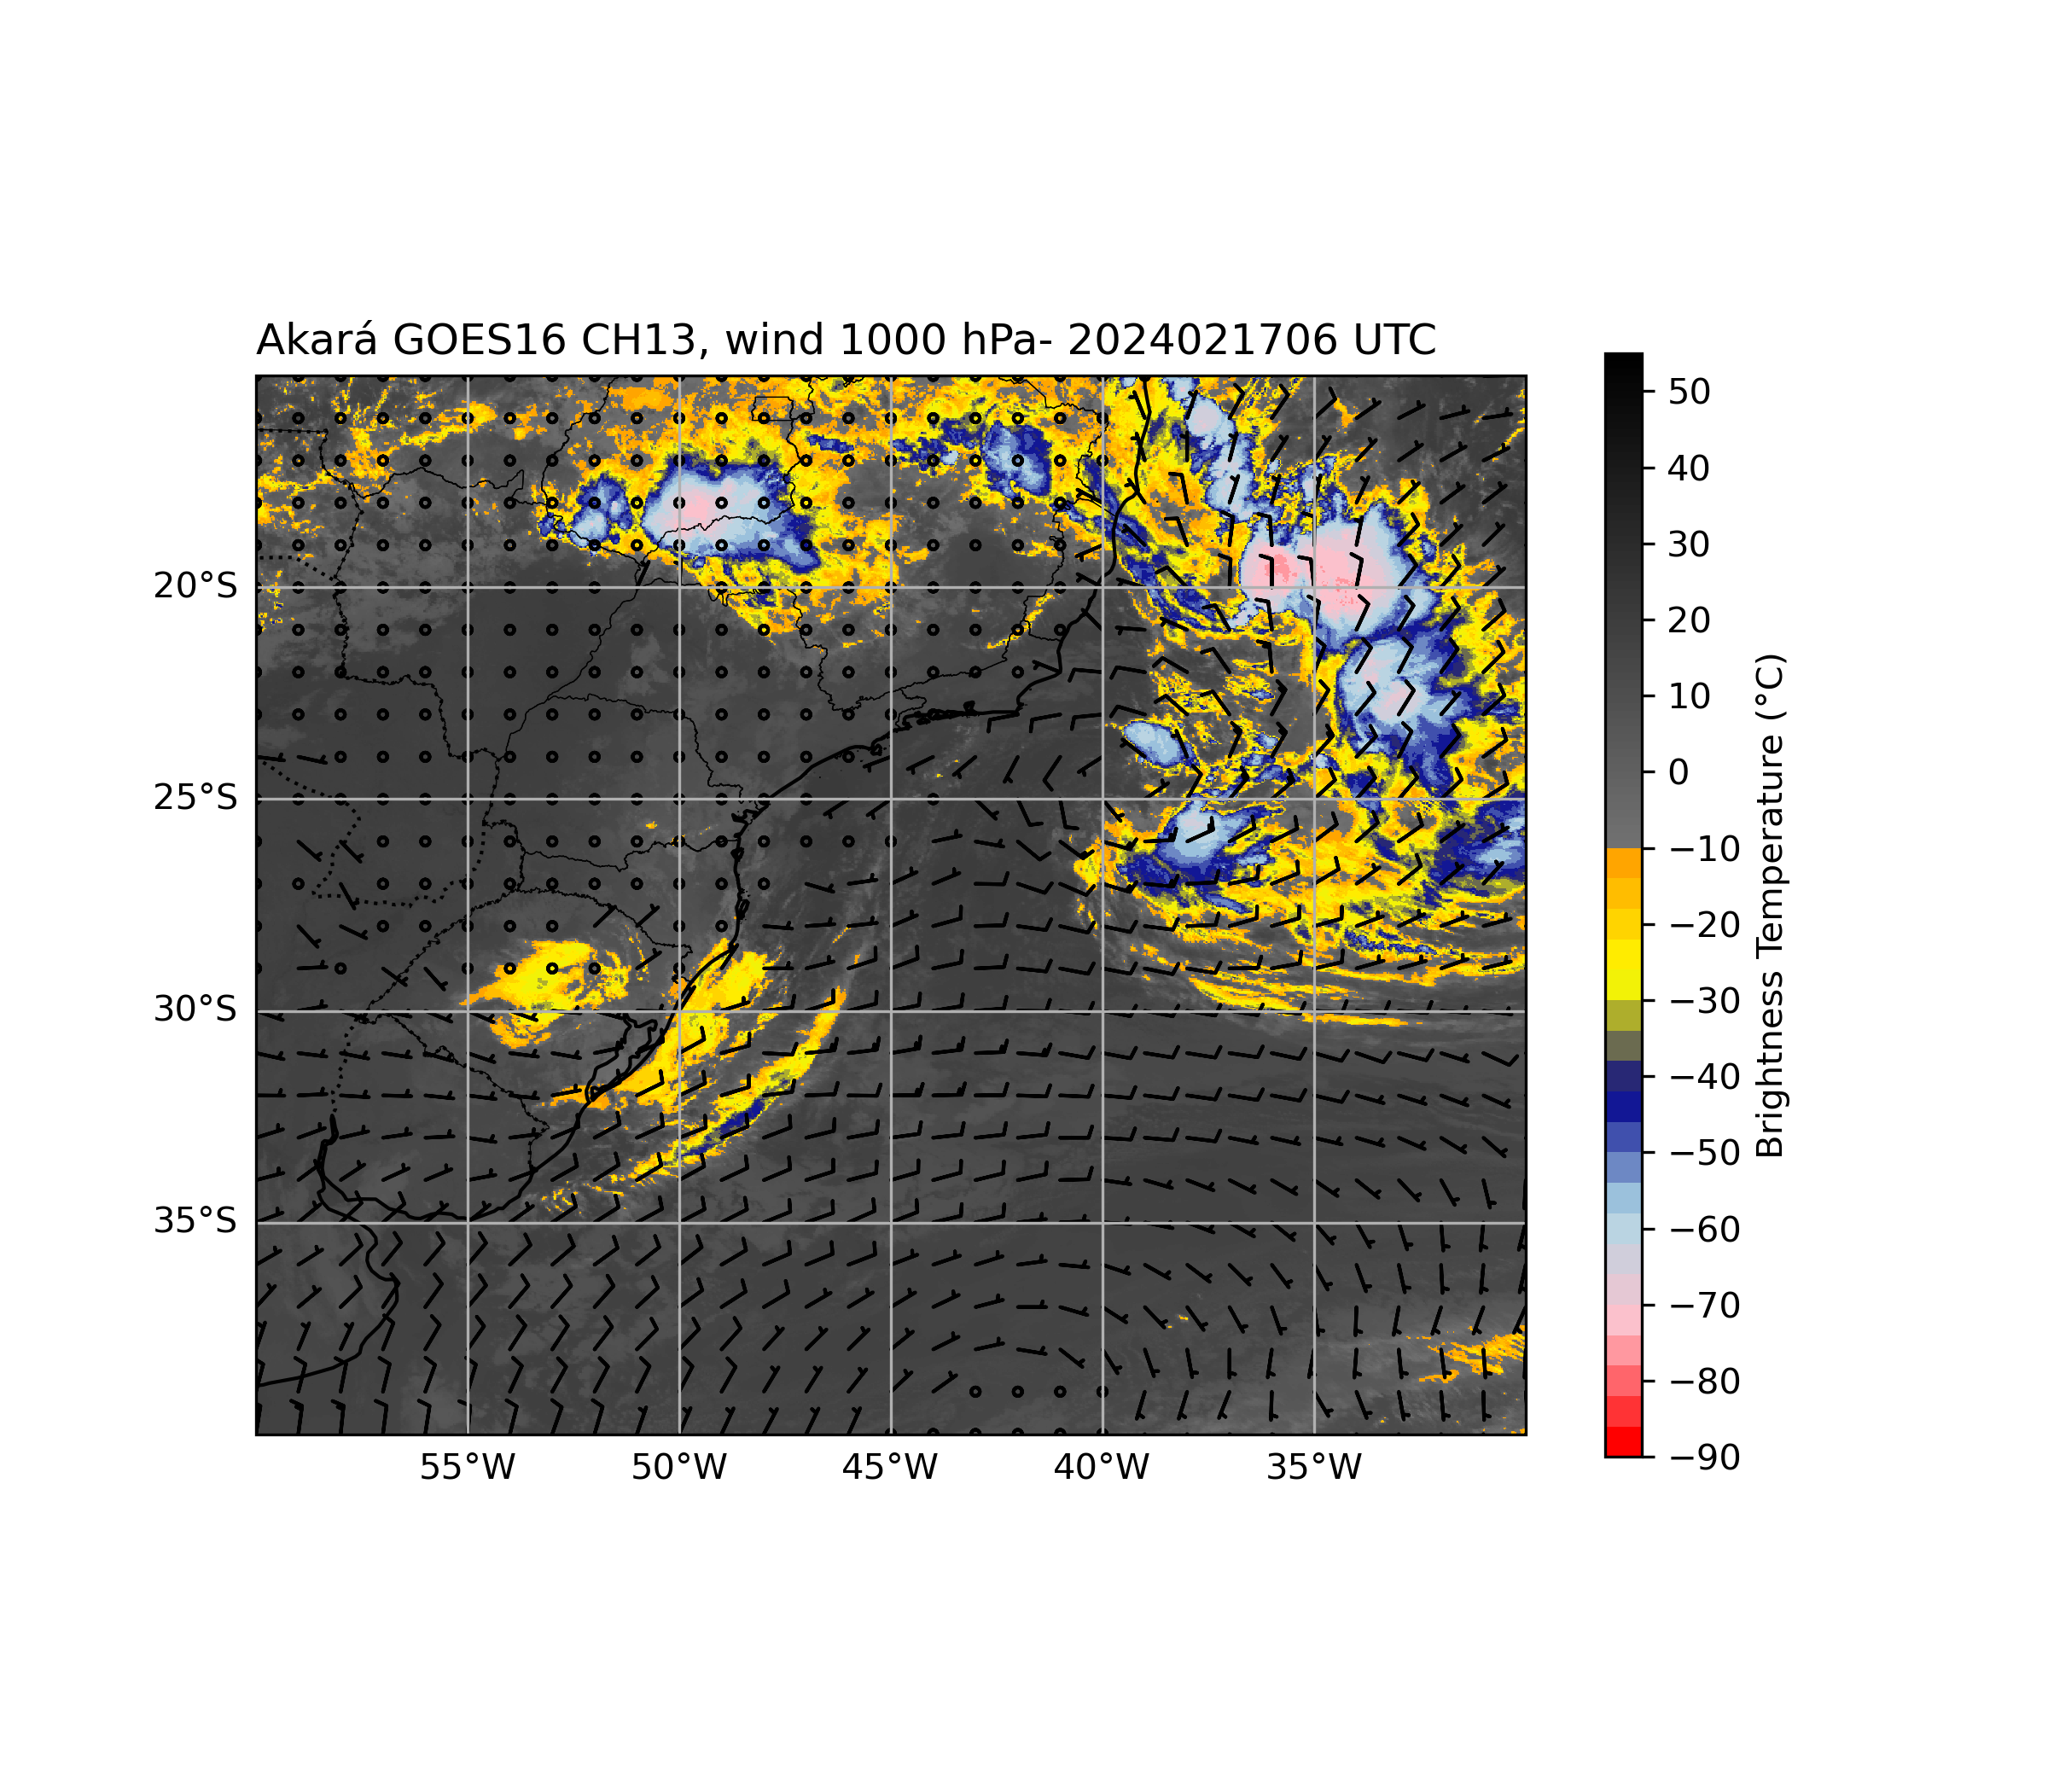 Akará GOES16 CH13, wind 1000 hPa- 2024021706 UTC
20°S
25°S
30°S
35°S
55°W 50°W 45°W 40°W 35°W
50
40
30
20
10
0
−10
−20
−30
−40
−50
−60
−70
−80
−90
Brightness Temperature (°C)